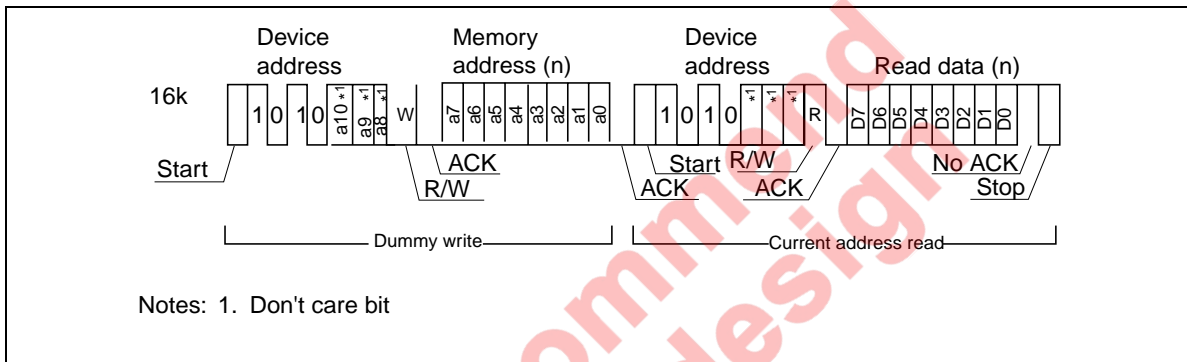 Device address
Memory address (n)
Device address
Read data (n)
16k
1 0 1 0 a10*1 a9*1 a8*1 W a7 a6 a5 a4 a3 a2 a1 a0 1 0 1 0 *1 *1 *1 R D7 D6 D5 D4 D3 D2 D1 D0
Start
ACK
R/W
ACK
Start
R/W
ACK
No ACK
Stop
Dummy write
Current address read
Notes: 1. Don't care bit
ommend
design